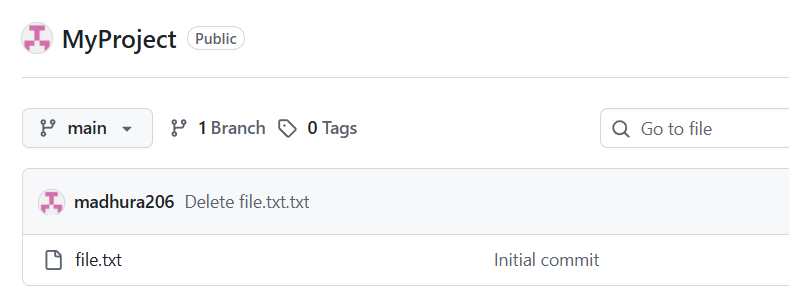 MyProject Public
main 1 Branch 0 Tags Go to file
madhura206 Delete file.txt.txt
file.txt Initial commit